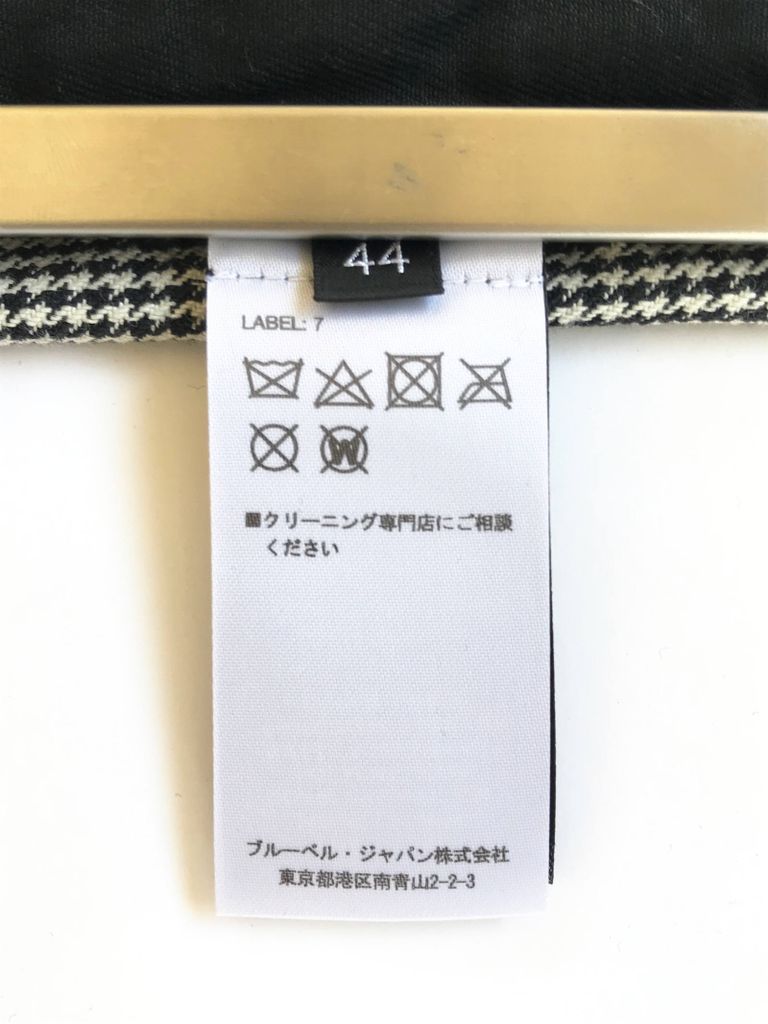 44
LABEL: 7
W
■クリーニング専門店にご相談
ください
ブルーベル・ジャパン株式会社
東京都港区南青山2-2-3